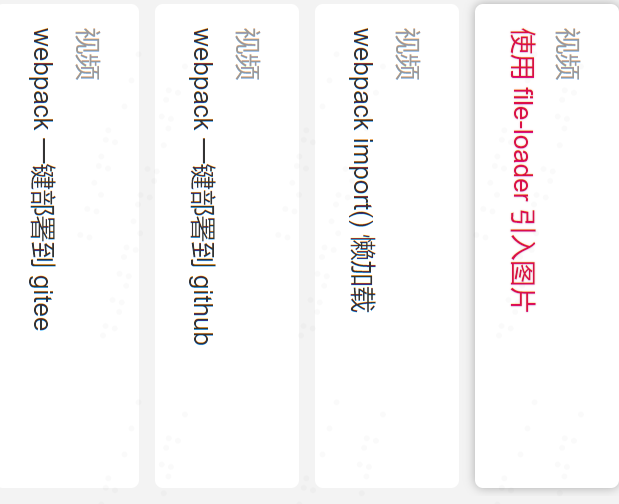 视频
使用 file-loader 引入图片
视频
webpack import() 懒加载
视频
webpack 一键部署到 github
视频
webpack 一键部署到 gitee